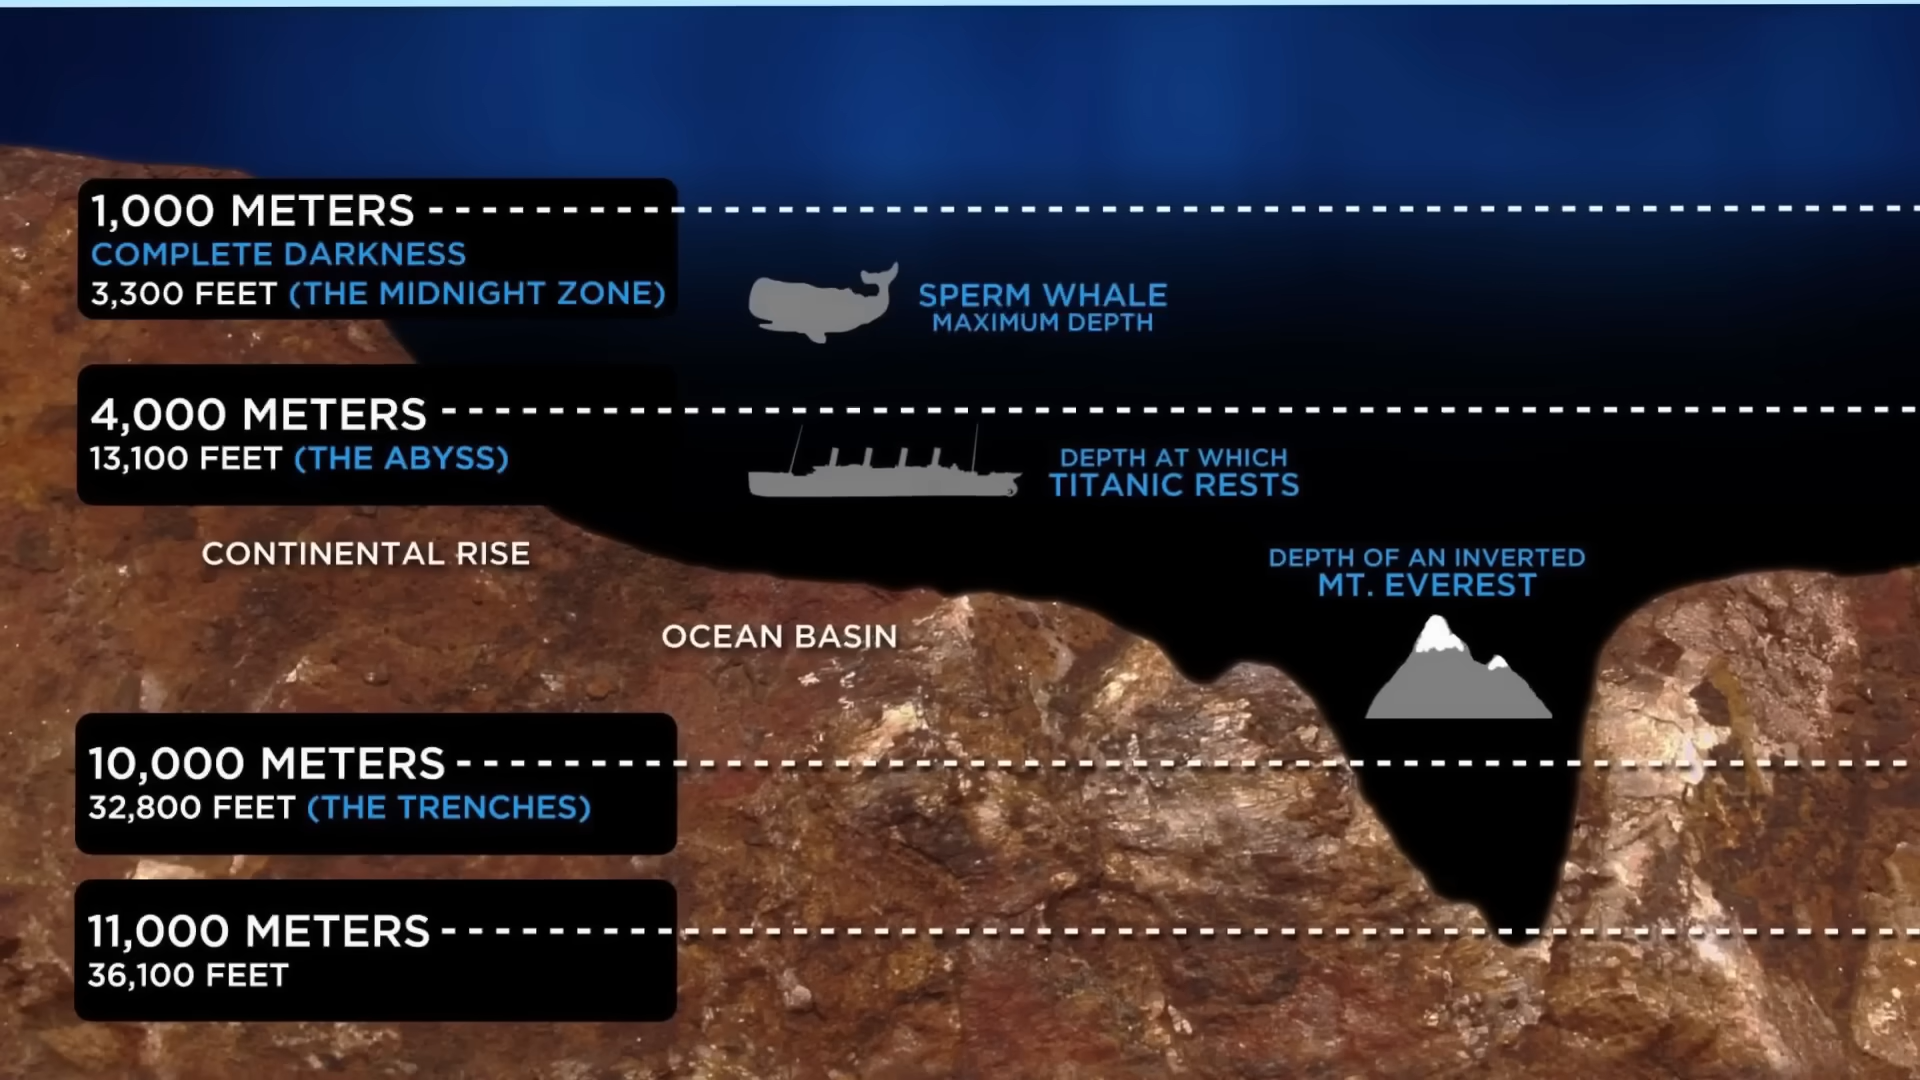 1,000 METERS
COMPLETE DARKNESS
3,300 FEET (THE MIDNIGHT ZONE)
SPERM WHALE
MAXIMUM DEPTH
4,000 METERS
13,100 FEET (THE ABYSS)
DEPTH AT WHICH
TITANIC RESTS
CONTINENTAL RISE
DEPTH OF AN INVERTED
MT. EVEREST
OCEAN BASIN
10,000 METERS
32,800 FEET (THE TRENCHES)
11,000 METERS
36,100 FEET